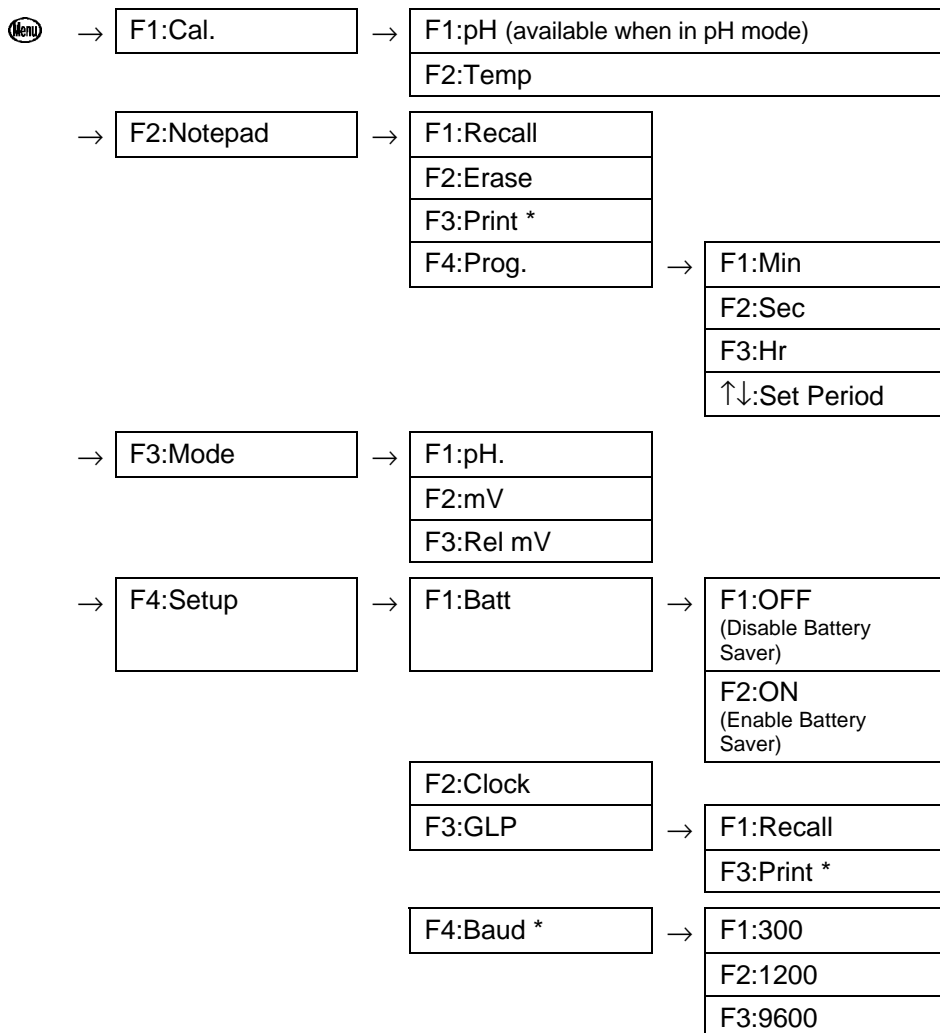 Menu → F1:Cal. → F1:pH (available when in pH mode)
F2:Temp
→ F2:Notepad → F1:Recall
F2:Erase
F3:Print *
F4:Prog. → F1:Min
F2:Sec
F3:Hr
↑↓:Set Period
→ F3:Mode → F1:pH.
F2:mV
F3:Rel mV
→ F4:Setup → F1:Batt → F1:OFF
(Disable Battery
Saver)
F2:ON
(Enable Battery
Saver)
F2:Clock
F3:GLP → F1:Recall
F3:Print *
F4:Baud * → F1:300
F2:1200
F3:9600